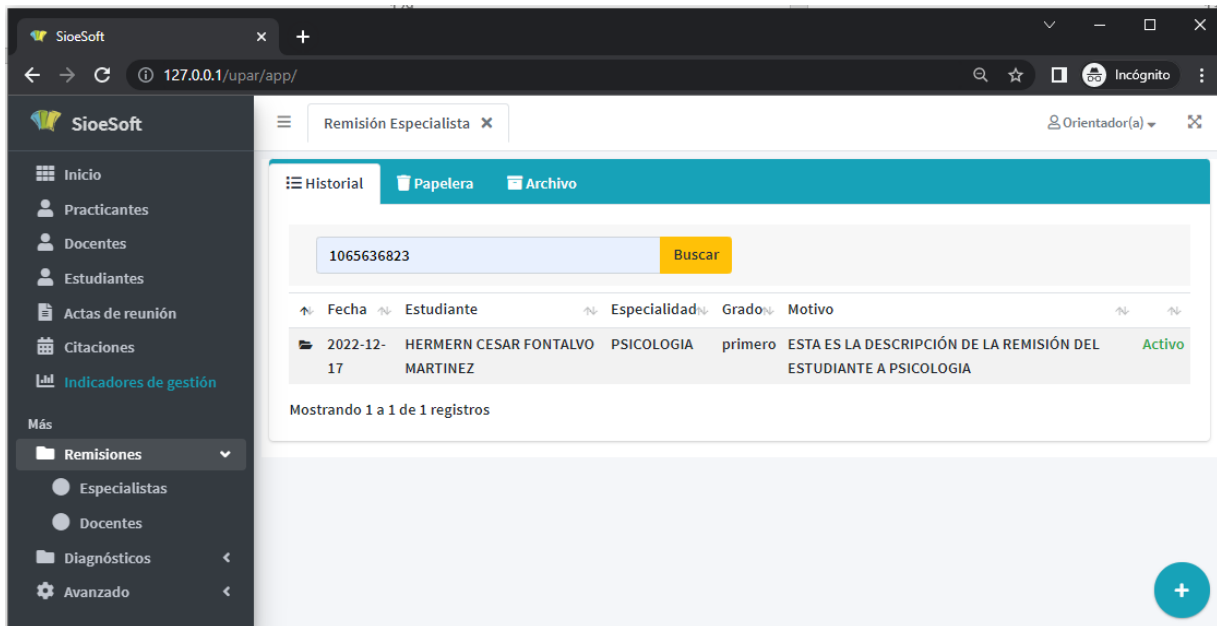 SioeSoft
127.0.0.1/upar/app/
Incógnito
SioeSoft
Remisión Especialista
Orientador(a)
Inicio
Practicantes
Docentes
Estudiantes
Actas de reunión
Citaciones
Indicadores de gestión
Más
Remisiones
Especialistas
Docentes
Diagnósticos
Avanzado
Historial Papelera Archivo
1065636823 Buscar
Fecha Estudiante Especialidad Grado Motivo
2022-12- HERMERN CESAR FONTALVO PSICOLOGIA primero ESTA ES LA DESCRIPCIÓN DE LA REMISIÓN DEL Activo
17 MARTINEZ ESTUDIANTE A PSICOLOGIA
Mostrando 1 a 1 de 1 registros